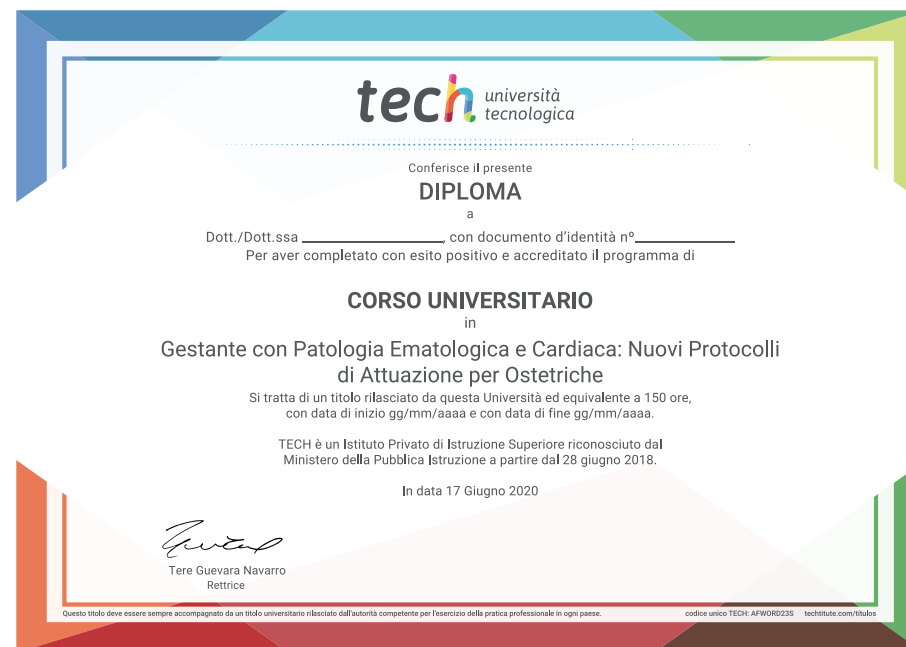 tech università
tecnologica
Conferisce il presente
DIPLOMA
a
Dott./Dott.ssa ________________, con documento d'identità nº____________
Per aver completato con esito positivo e accreditato il programma di
CORSO UNIVERSITARIO
in
Gestante con Patologia Ematologica e Cardiaca: Nuovi Protocolli
di Attuazione per Ostetriche
Si tratta di un titolo rilasciato da questa Università ed equivalente a 150 ore,
con data di inizio gg/mm/aaaa e con data di fine gg/mm/aaaa.
TECH è un Istituto Privato di Istruzione Superiore riconosciuto dal
Ministero della Pubblica Istruzione a partire dal 28 giugno 2018.
In data 17 Giugno 2020
Tere Guevara Navarro
Rettrice
Questo titolo deve essere sempre accompagnato da un titolo universitario rilasciato dall'autorità competente per l'esercizio della pratica professionale in ogni paese. codice unico TECH: AFWORD23S techtitute.com/titulos